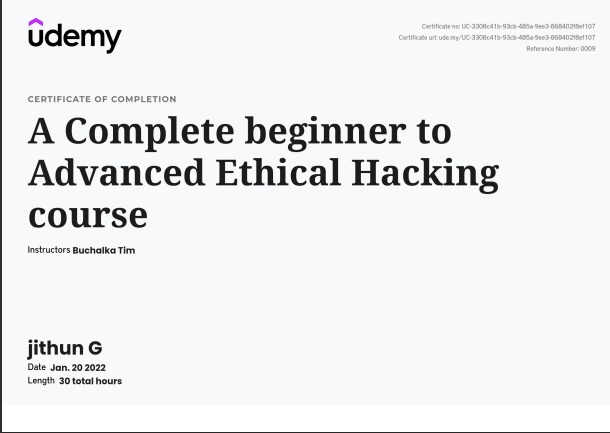 udemy
Certificate no: UC-3308c41b-93cb-485a-9ee3-868402f8ef107
Certificate url: ude.my/UC-3308c41b-93cb-485a-9ee3-868402f8ef107
Reference Number: 0009
CERTIFICATE OF COMPLETION
A Complete beginner to
Advanced Ethical Hacking
course
Instructors Buchalka Tim
jithun G
Date Jan. 20 2022
Length 30 total hours